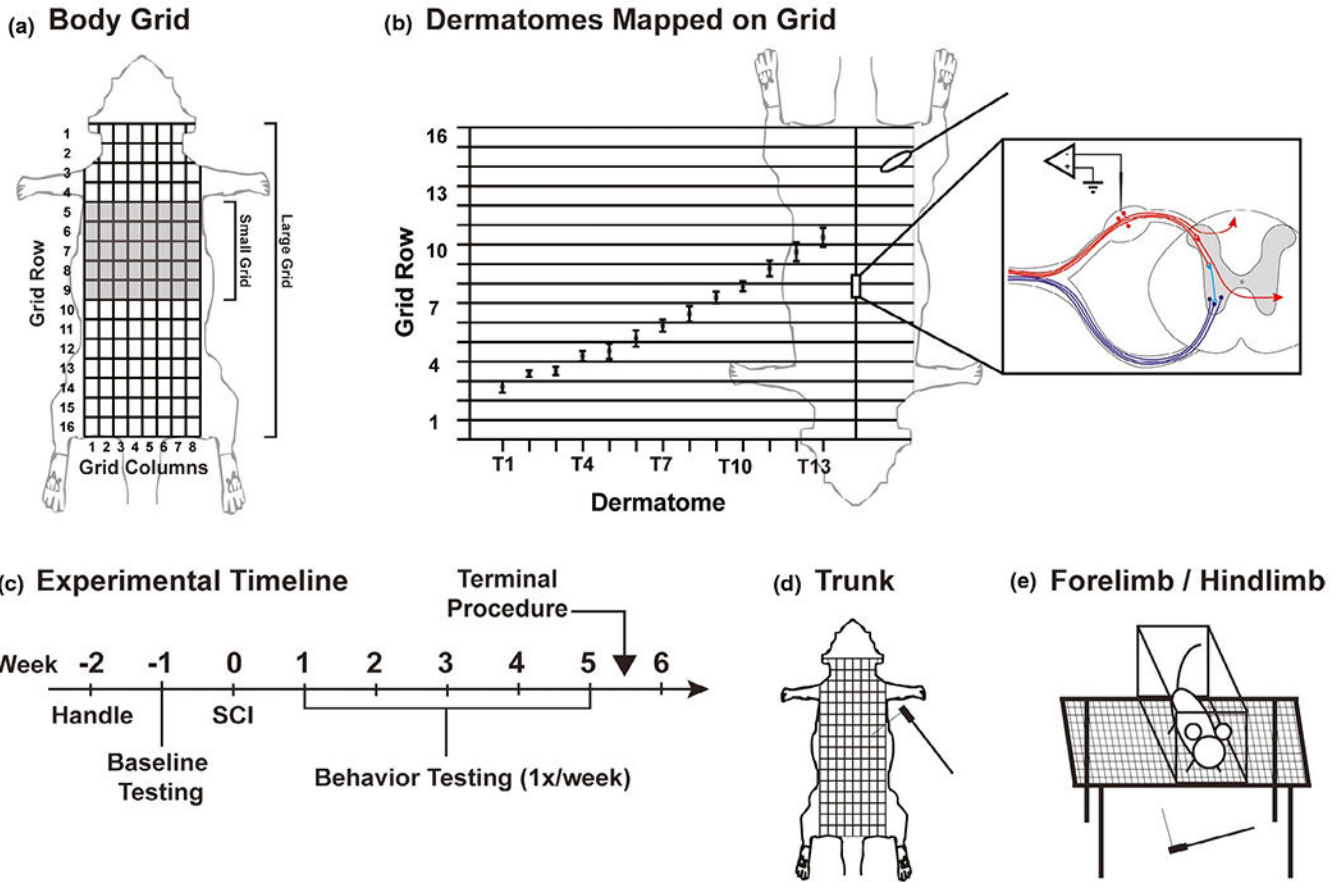 (a) Body Grid
1
2
3
4
5
6
7
8
9
10
11
12
13
14
15
16
Grid Row
Small Grid
Large Grid
1 2 3 4 5 6 7 8
Grid Columns
(b) Dermatomes Mapped on Grid
16
13
10
7
4
1
Grid Row
T1 T4 T7 T10 T13
Dermatome
-
+
(c) Experimental Timeline
Terminal
Procedure
Week -2 -1 0 1 2 3 4 5 6
Handle SCI
Baseline
Testing
Behavior Testing (1x/week)
(d) Trunk
(e) Forelimb / Hindlimb